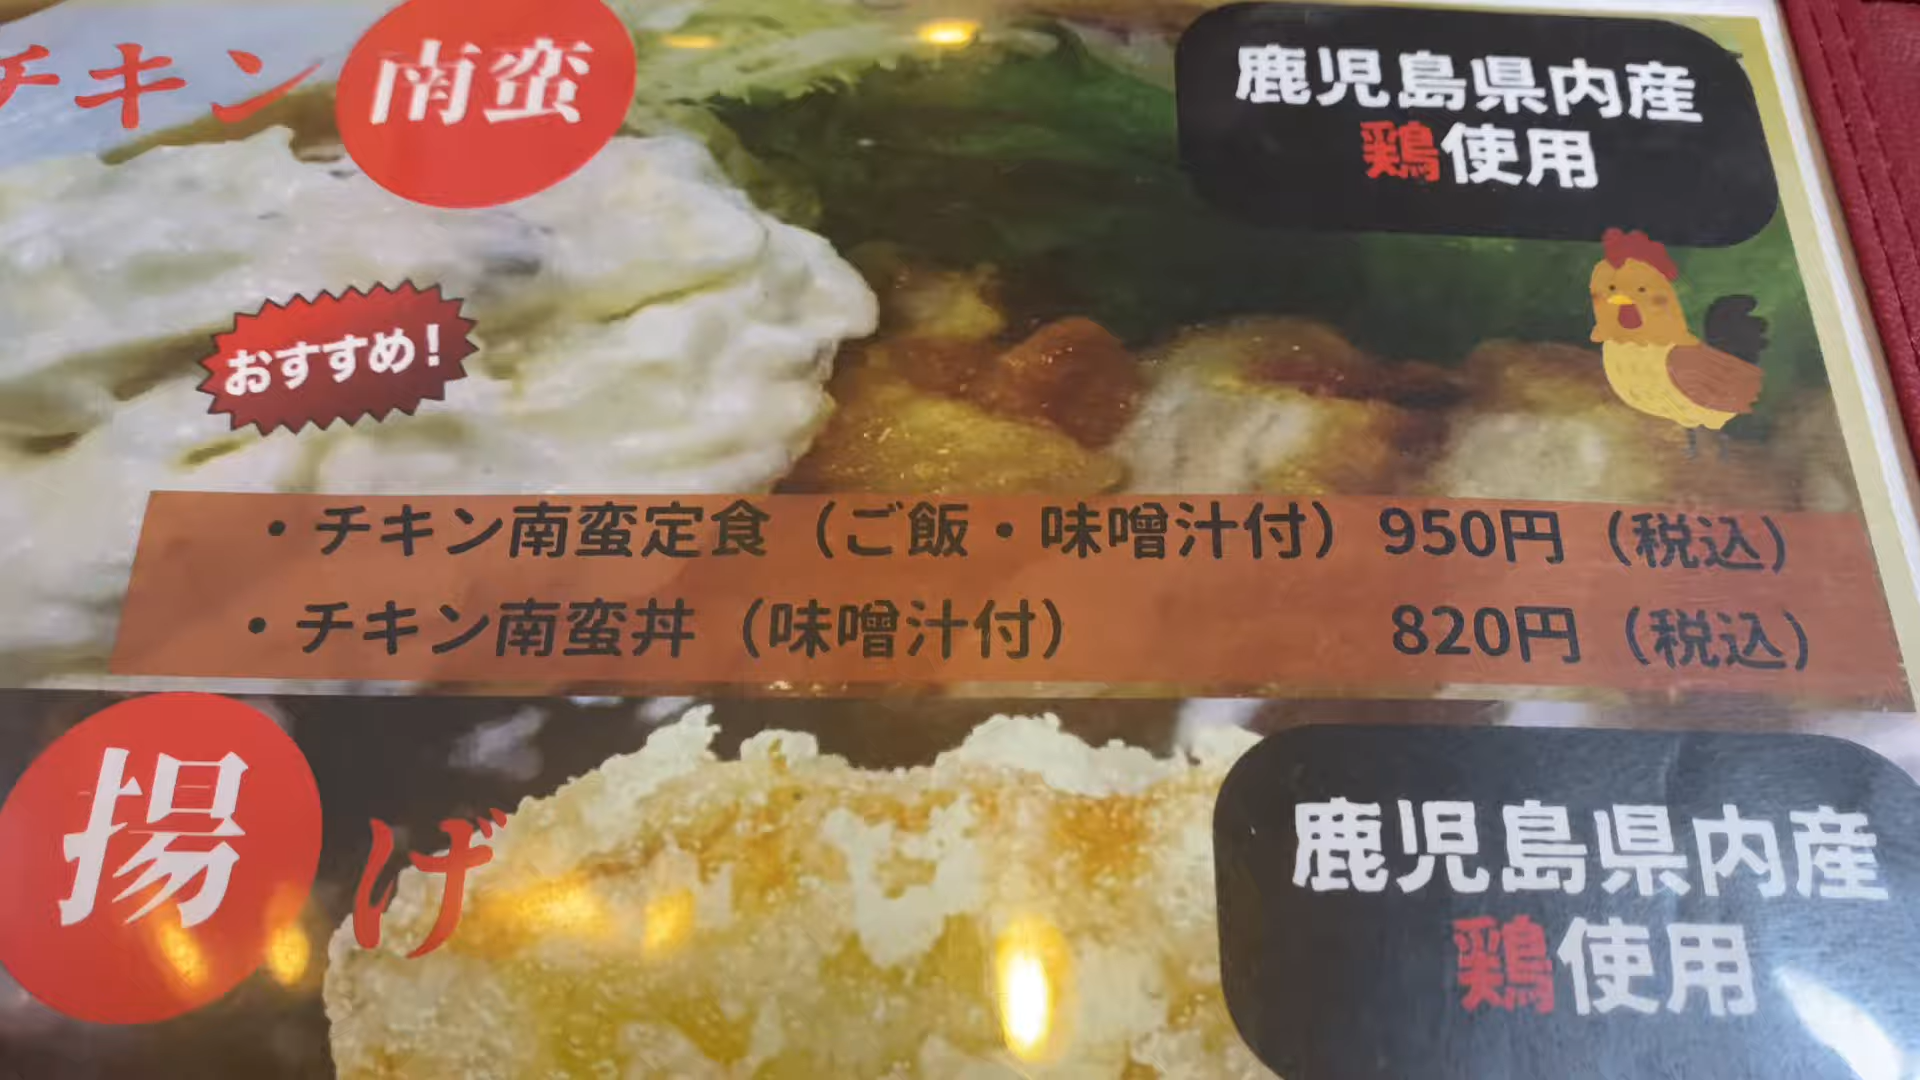 チキン南蛮
鹿児島県内産
鶏使用
おすすめ!
・チキン南蛮定食（ご飯・味噌汁付）950円（税込）
・チキン南蛮丼（味噌汁付） 820円（税込）
揚げ
鹿児島県内産
鶏使用